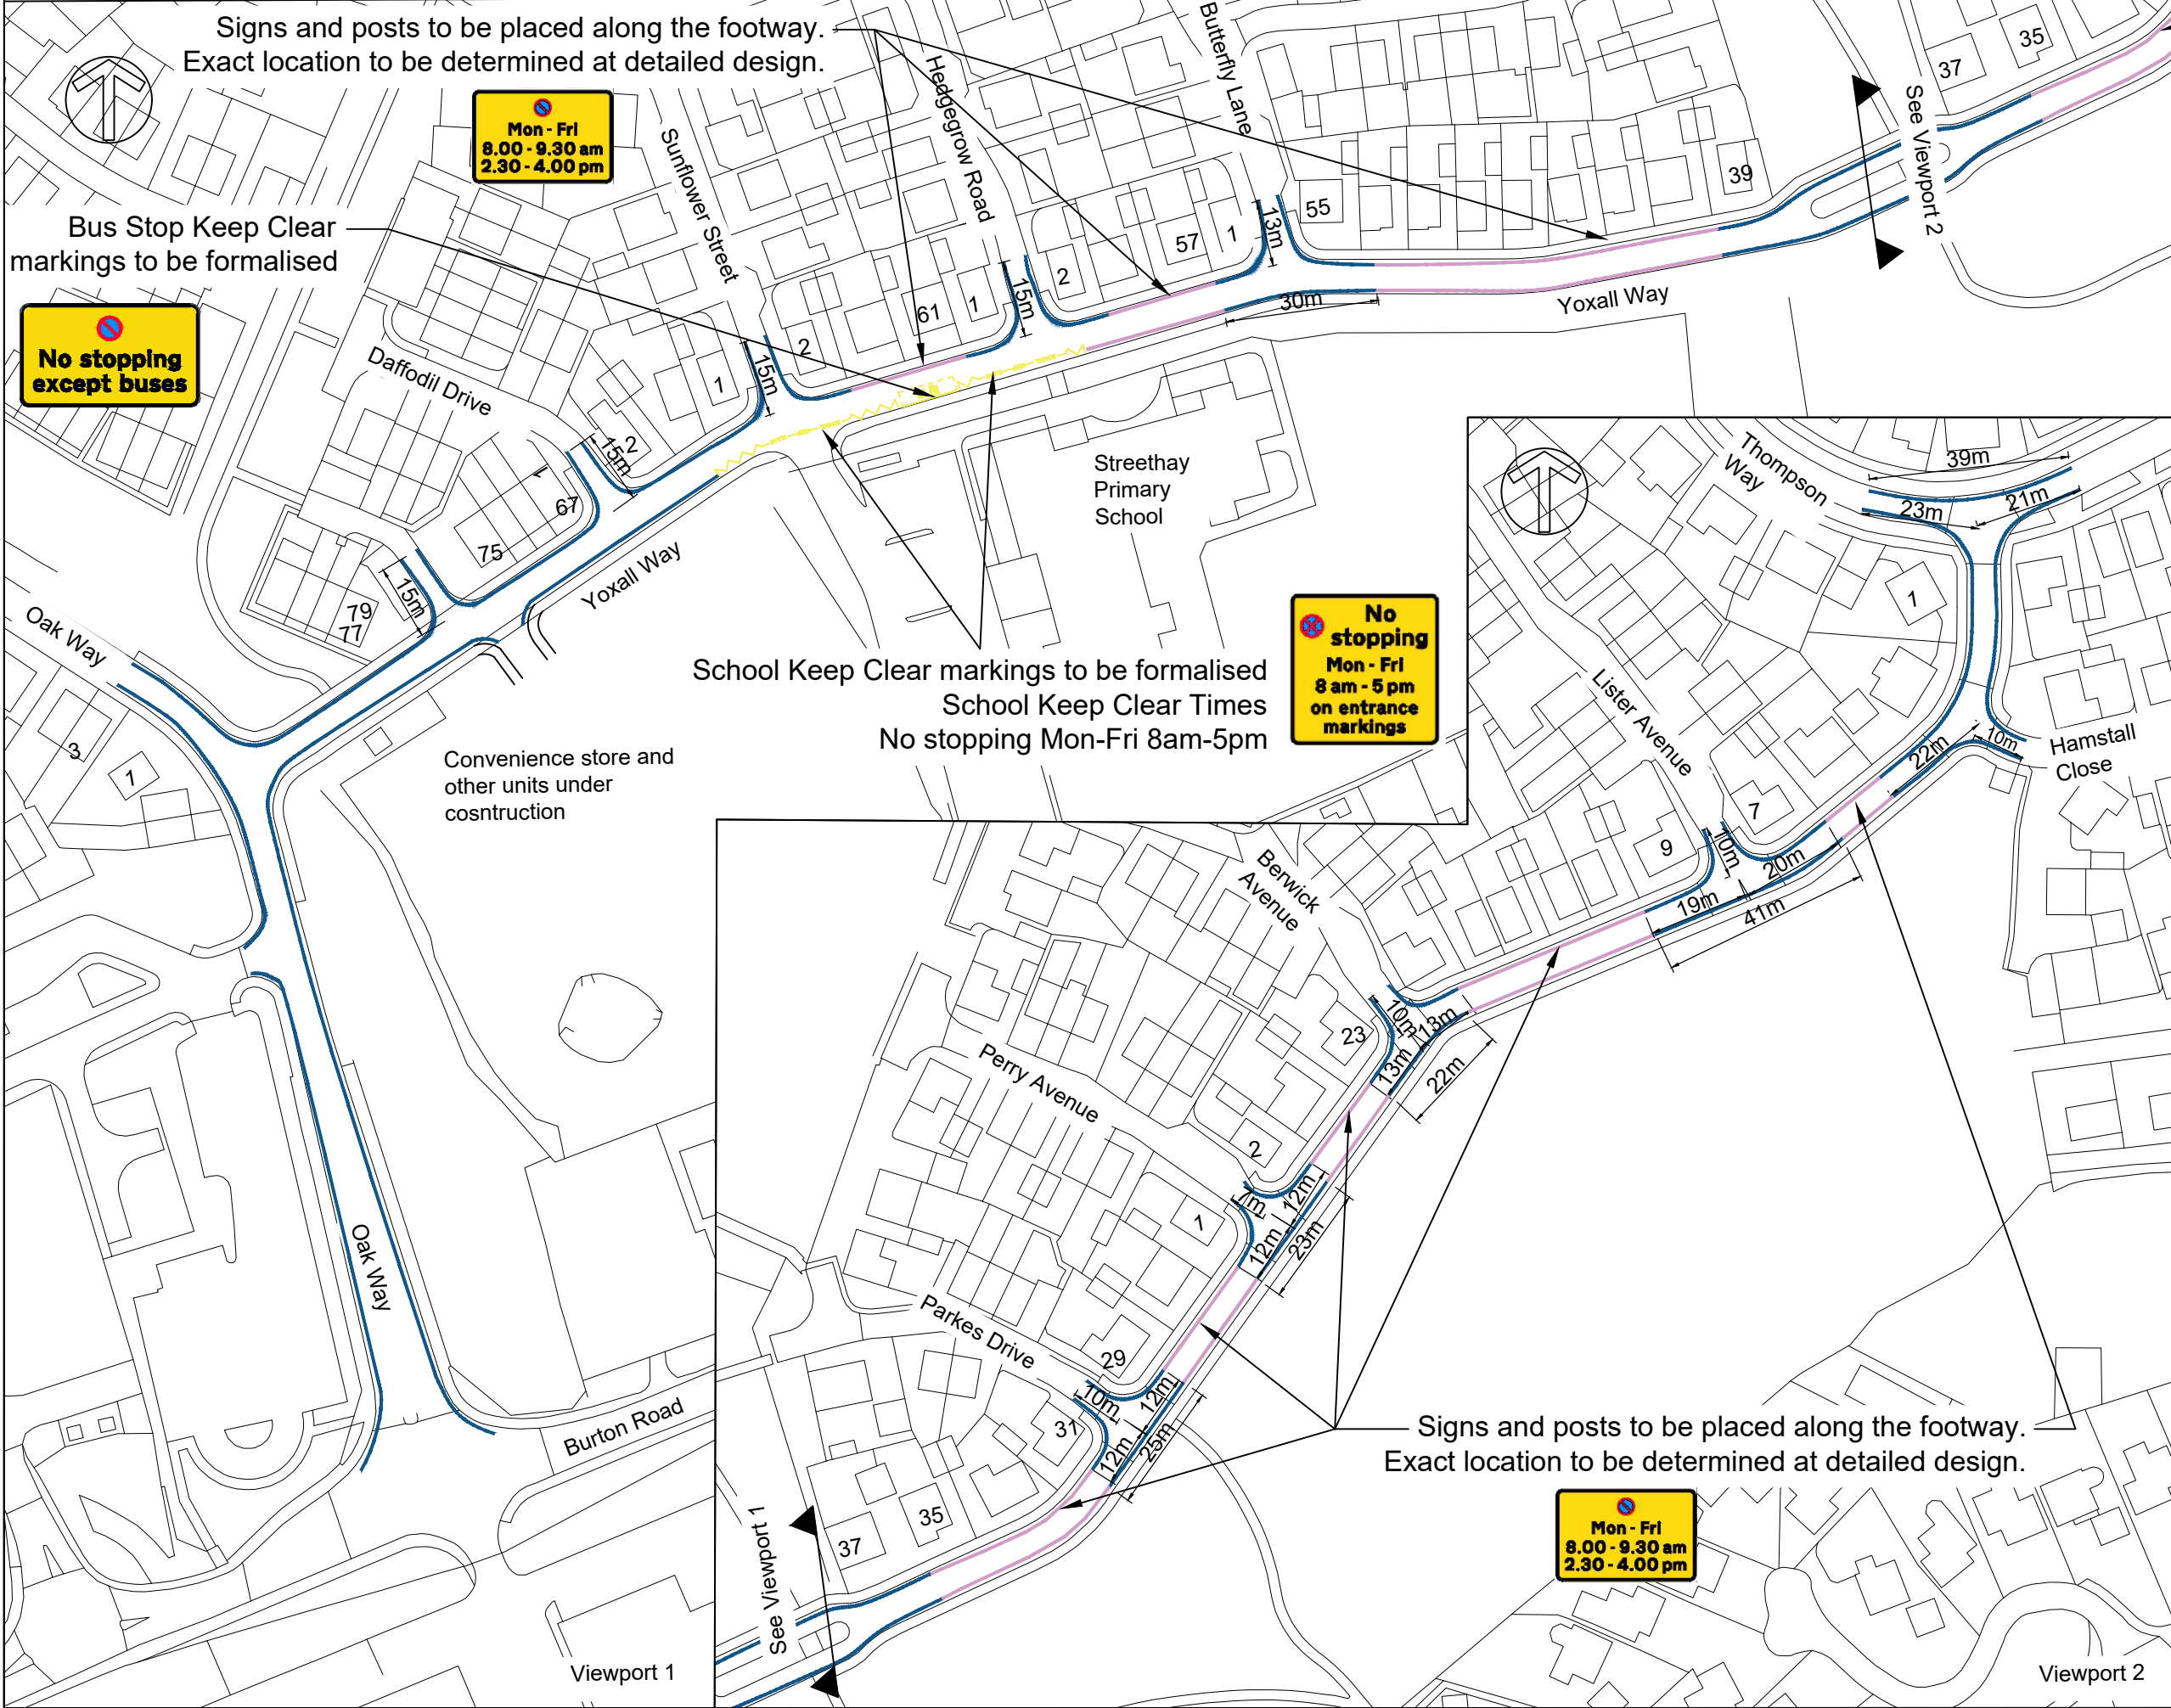 Signs and posts to be placed along the footway.
Exact location to be determined at detailed design.
Mon - Fri
8.00 - 9.30 am
2.30 - 4.00 pm
Bus Stop Keep Clear
markings to be formalised
No stopping
except buses
Sunflower Street
Hedgegrow Road
Butterfly Lane
See Viewport 2
37
35
39
55
13m
1
57
2
15m
1
61
2
15m
1
30m
Yoxall Way
Daffodil Drive
2
15m
1
67
75
15m
79
77
Yoxall Way
Oak Way
3
1
Streethay
Primary
School
School Keep Clear markings to be formalised
School Keep Clear Times
No stopping Mon-Fri 8am-5pm
No
stopping
Mon - Fri
8 am - 5 pm
on entrance
markings
Convenience store and
other units under
cosntruction
Oak Way
Burton Road
Viewport 1
Thompson
Way
39m
23m
21m
1
Lister Avenue
Hamstall
Close
10m
22m
7
9
10m
20m
19m
41m
Berwick
Avenue
23
10m
13m
13m
22m
Perry Avenue
2
7m
12m
1
12m
23m
Parkes Drive
29
10m
12m
31
12m
25m
35
37
See Viewport 1
Signs and posts to be placed along the footway.
Exact location to be determined at detailed design.
Mon - Fri
8.00 - 9.30 am
2.30 - 4.00 pm
Viewport 2